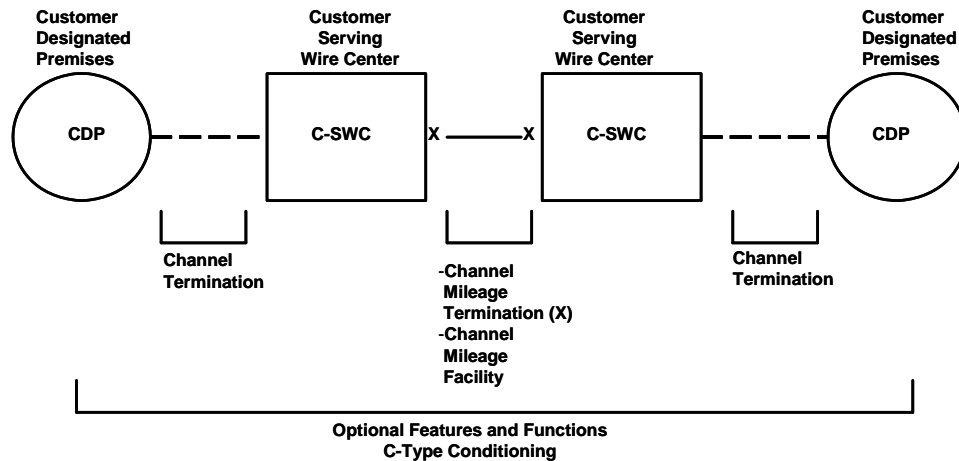 Customer
Designated
Premises
Customer
Serving
Wire Center
Customer
Serving
Wire Center
Customer
Designated
Premises
CDP
C-SWC
X
X
C-SWC
CDP
Channel
Termination
-Channel
Mileage
Termination (X)
-Channel
Mileage
Facility
Channel
Termination
Optional Features and Functions
C-Type Conditioning